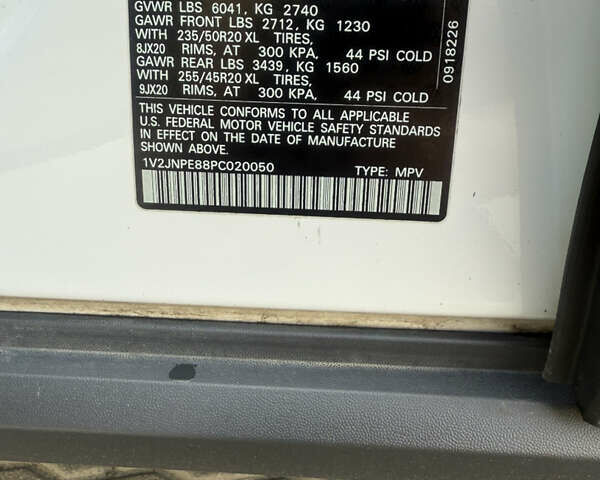 GVWR LBS 6041, KG 2740
GAWR FRONT LBS 2712, KG 1230
WITH 235/50R20 XL TIRES,
8JX20 RIMS, AT 300 KPA, 44 PSI COLD
GAWR REAR LBS 3439, KG 1560
WITH 255/45R20 XL TIRES,
9JX20 RIMS, AT 300 KPA, 44 PSI COLD
THIS VEHICLE CONFORMS TO ALL APPLICABLE
U.S. FEDERAL MOTOR VEHICLE SAFETY STANDARDS
IN EFFECT ON THE DATE OF MANUFACTURE
SHOWN ABOVE.
1V2JNPE88PC020050 TYPE: MPV
0918226